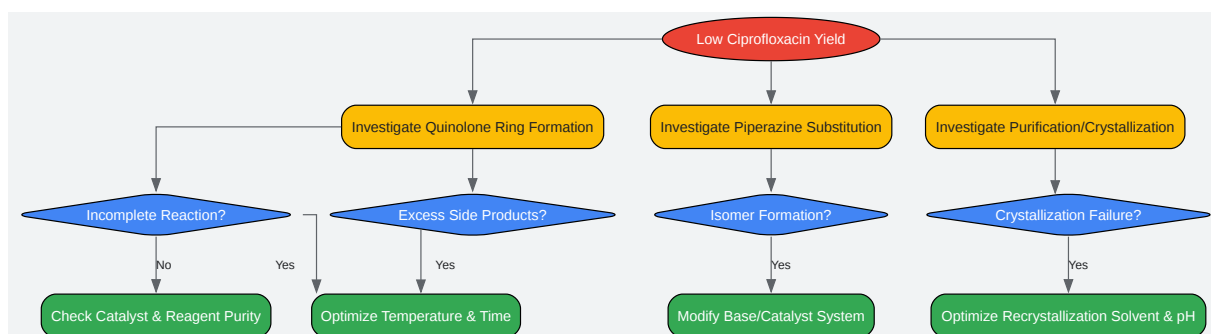 Low Ciprofloxacin Yield
Investigate Quinolone Ring Formation
Investigate Piperazine Substitution
Investigate Purification/Crystallization
Incomplete Reaction?
Excess Side Products?
Isomer Formation?
Crystallization Failure?
No
Yes
Yes
Yes
Yes
Check Catalyst & Reagent Purity
Optimize Temperature & Time
Modify Base/Catalyst System
Optimize Recrystallization Solvent & pH